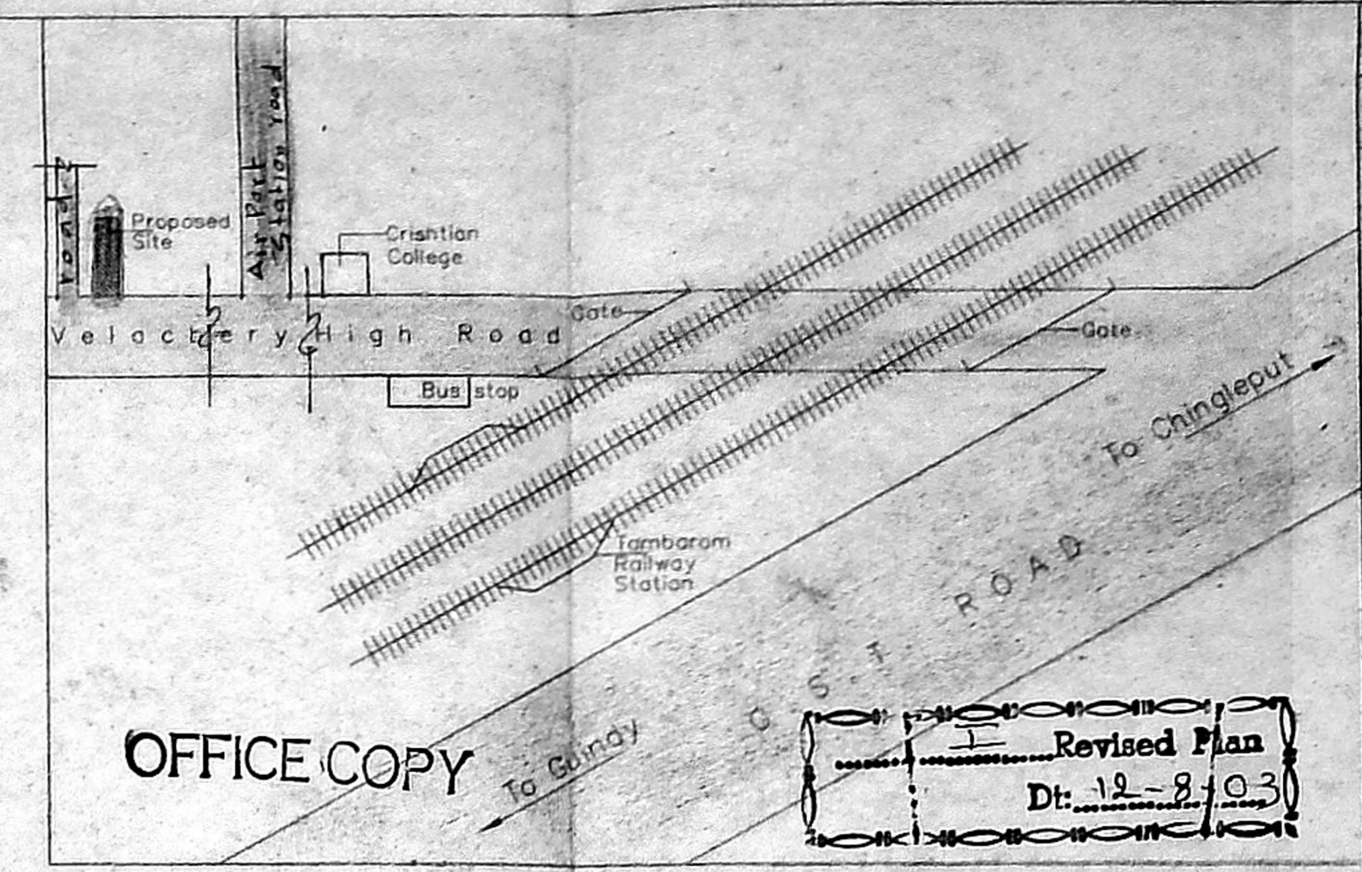 Air Port
Station road
road
Proposed
Site
Crishtian
College
Velachery High Road
Gate
Gate
Bus stop
To Chingleput
Tambaram
Railway
Station
G.S.T ROAD
To Guindy
OFFICE COPY
I Revised Plan
Dt: 12-8-03